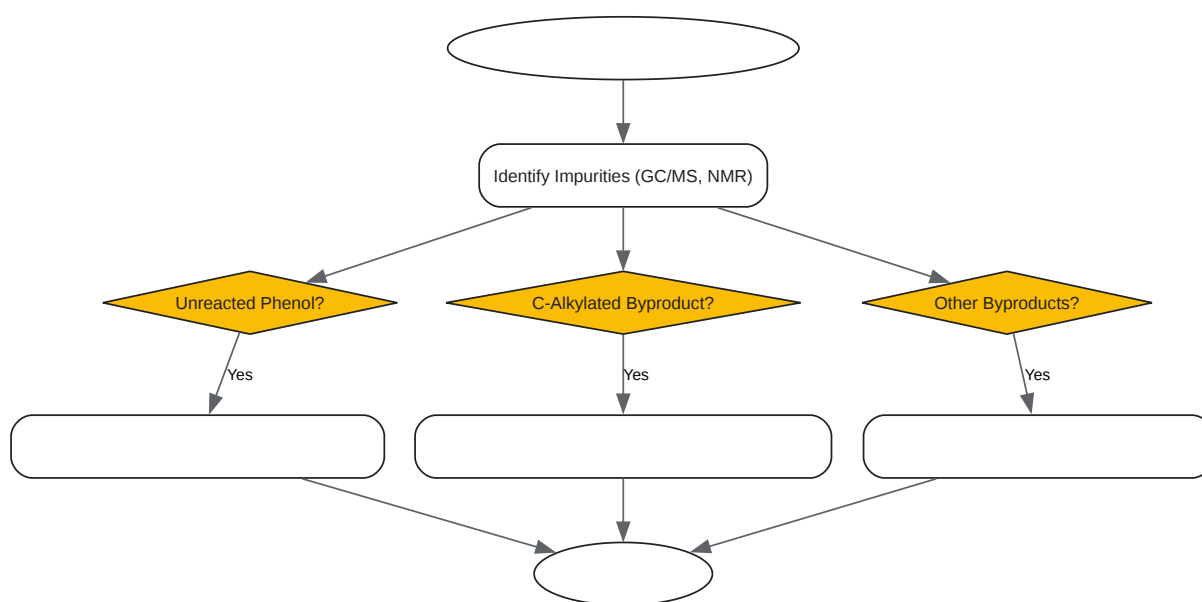 Identify Impurities (GC/MS, NMR)
Unreacted Phenol?
C-Alkylated Byproduct?
Other Byproducts?
Yes
Yes
Yes